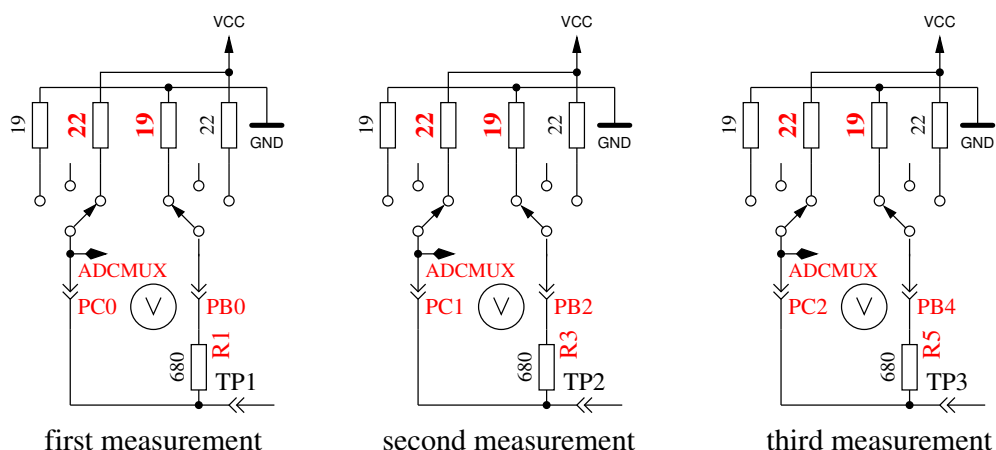 VCC
19
22
19
22
GND
ADCMUX
PC0
V
PB0
R1
680
TP1
first measurement
VCC
19
22
19
22
GND
ADCMUX
PC1
V
PB2
R3
680
TP2
second measurement
VCC
19
22
19
22
GND
ADCMUX
PC2
V
PB4
R5
680
TP3
third measurement